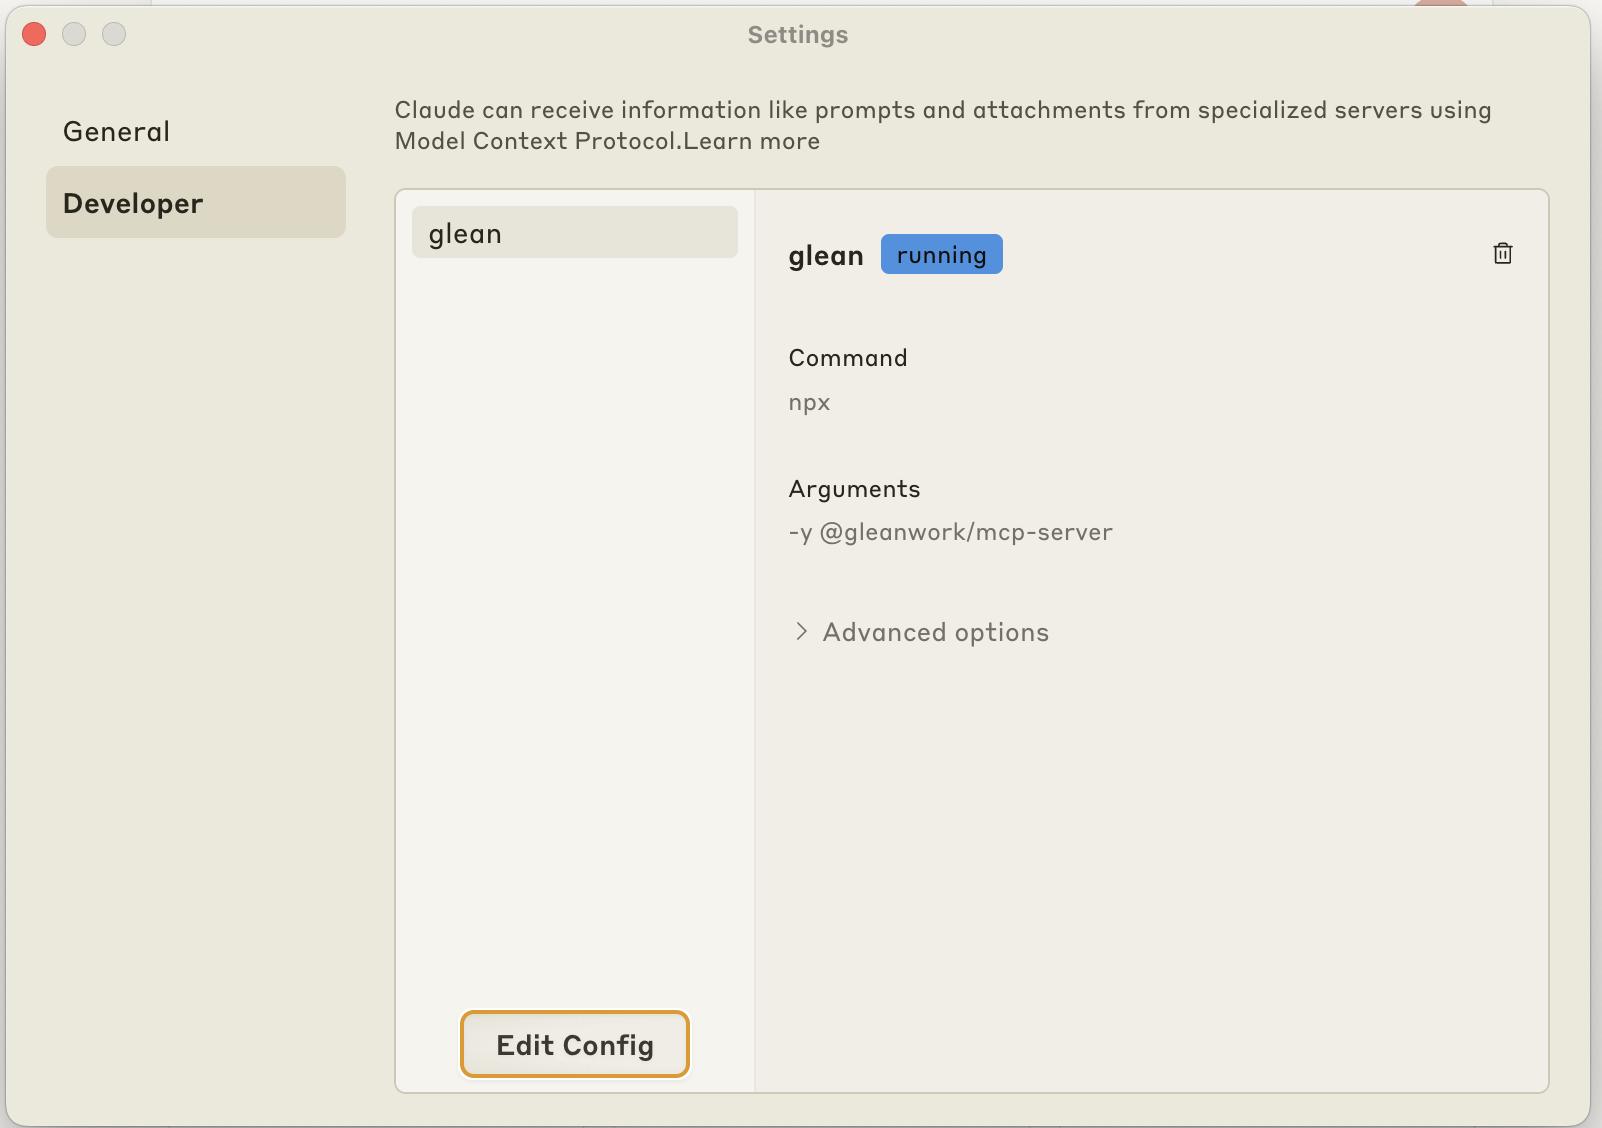 Settings
General
Developer
Claude can receive information like prompts and attachments from specialized servers using
Model Context Protocol.Learn more
glean
glean running
Command
npx
Arguments
-y @gleanwork/mcp-server
Advanced options
Edit Config